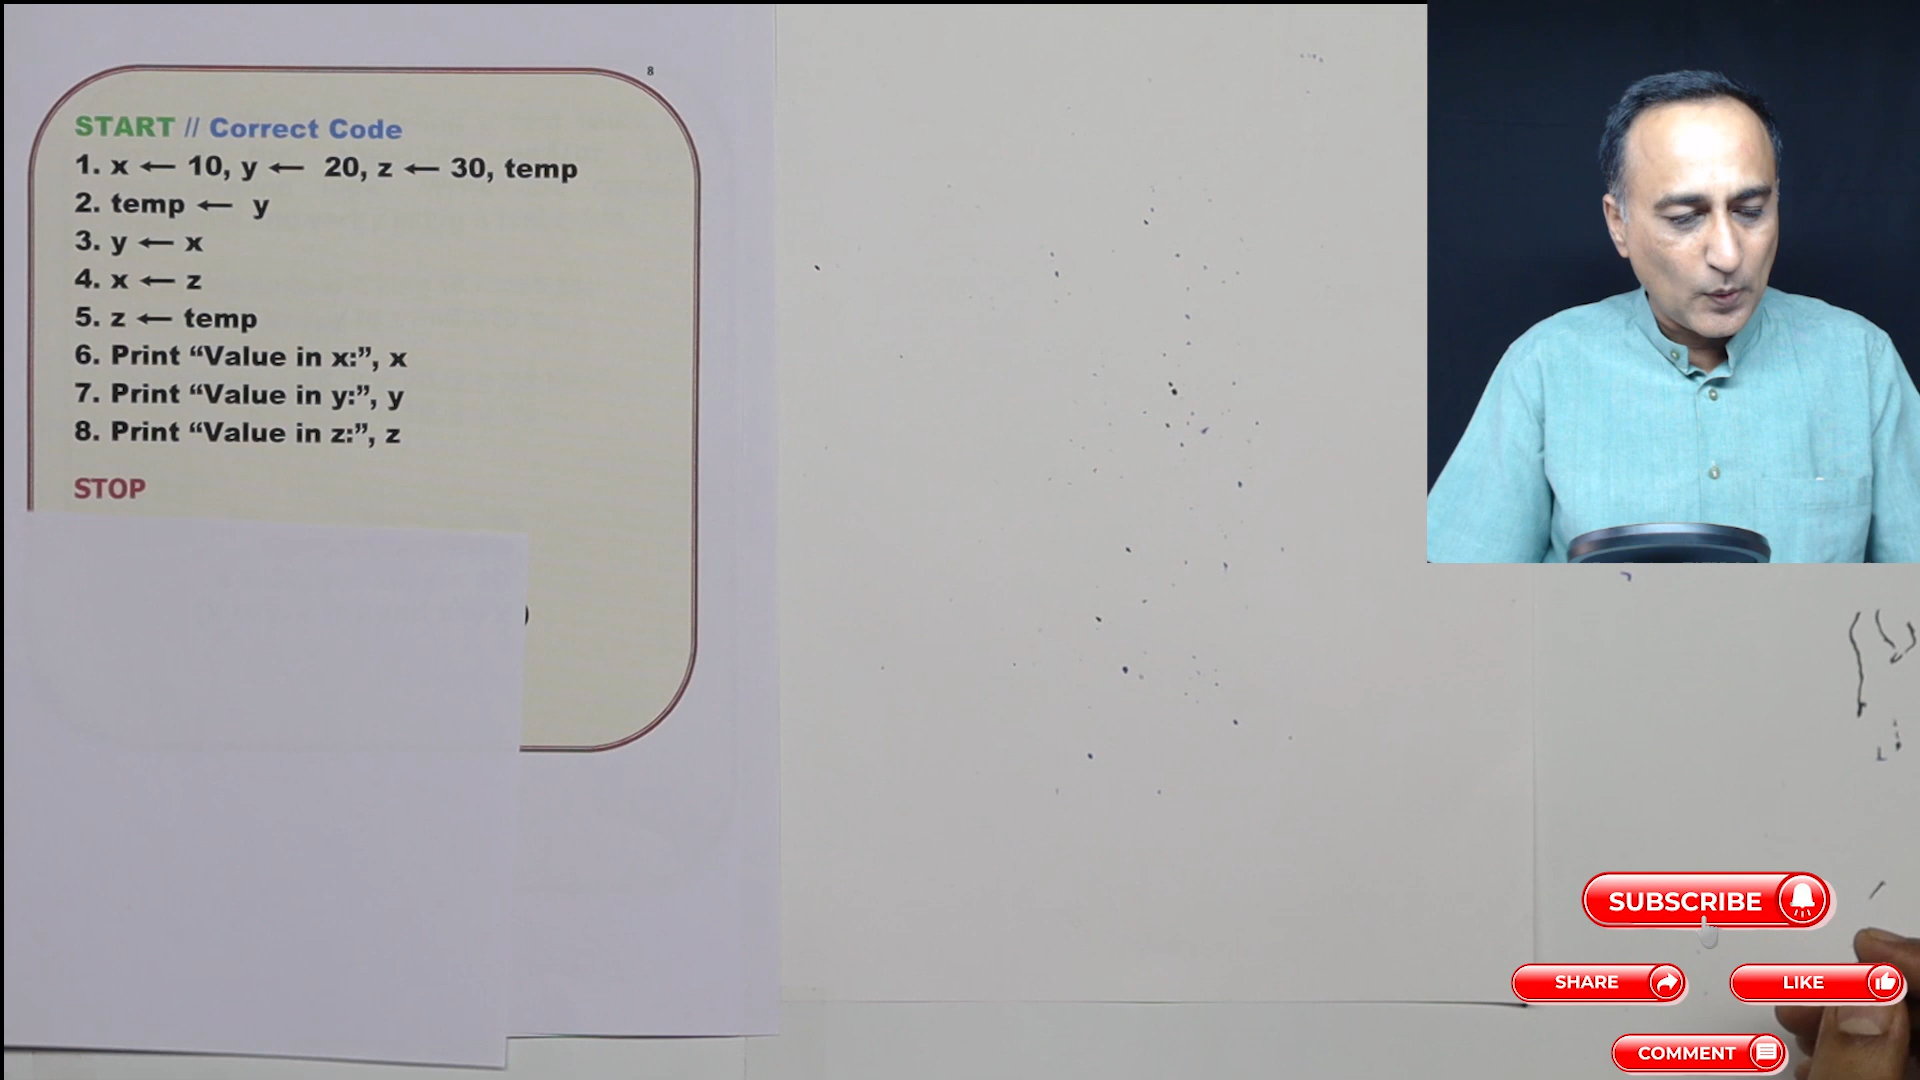 8
START // Correct Code
1. x ← 10, y ← 20, z ← 30, temp
2. temp ← y
3. y ← x
4. x ← z
5. z ← temp
6. Print “Value in x:”, x
7. Print “Value in y:”, y
8. Print “Value in z:”, z
STOP
)
SUBSCRIBE
SHARE
LIKE
COMMENT